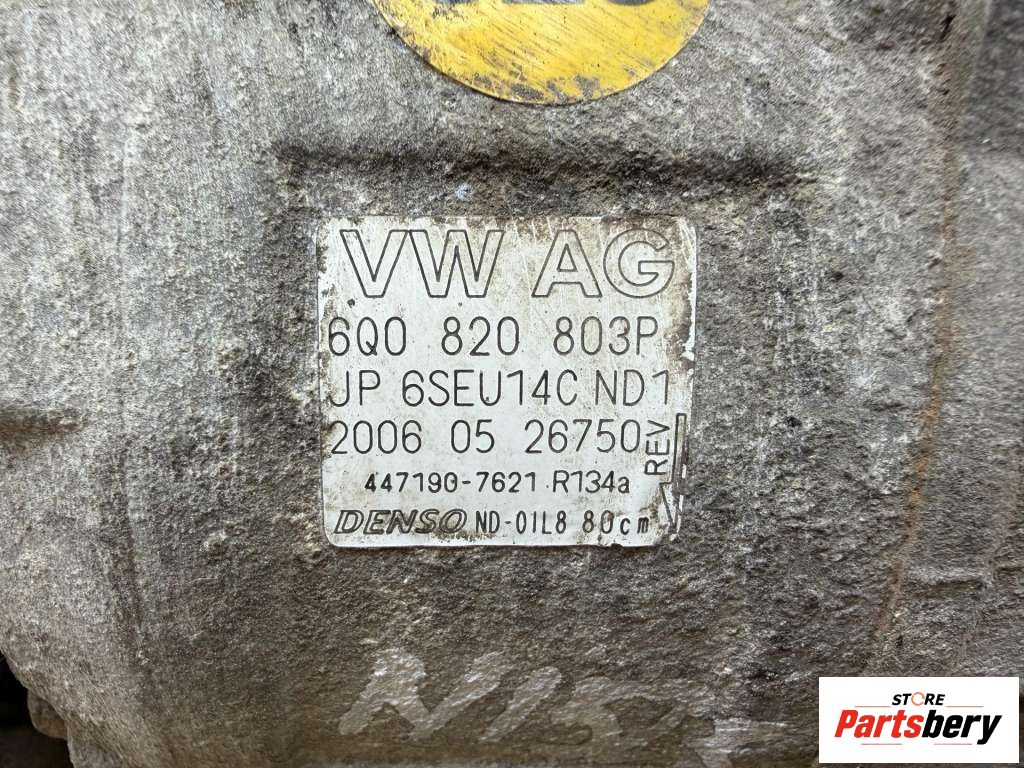 VW AG
6Q0 820 803P
JP 6SEU14C ND1
2006 05 26750
REV
447190-7621 R134a
DENSO ND-OIL8 80cm
STORE
Partsbery